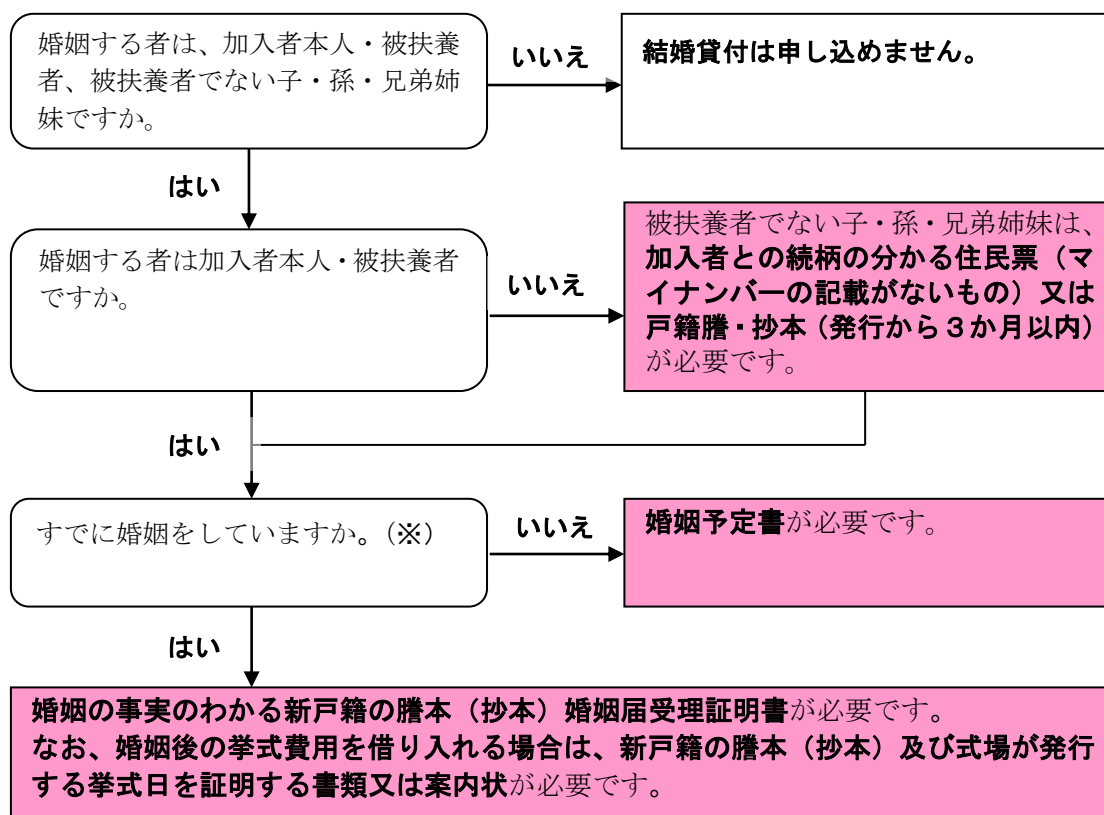 婚姻する者は、加入者本人・被扶養
者、被扶養者でない子・孫・兄弟姉
妹ですか。
いいえ
結婚貸付は申し込めません。
はい
婚姻する者は加入者本人・被扶養者
ですか。
いいえ
被扶養者でない子・孫・兄弟姉妹は、
加入者との続柄の分かる住民票（マ
イナンバーの記載がないもの）又は
戸籍謄・抄本（発行から３か月以内）
が必要です。
はい
すでに婚姻をしていますか。（※）
いいえ
婚姻予定書が必要です。
はい
婚姻の事実のわかる新戸籍の謄本（抄本）婚姻届受理証明書が必要です。
なお、婚姻後の挙式費用を借り入れる場合は、新戸籍の謄本（抄本）及び式場が発行
する挙式日を証明する書類又は案内状が必要です。